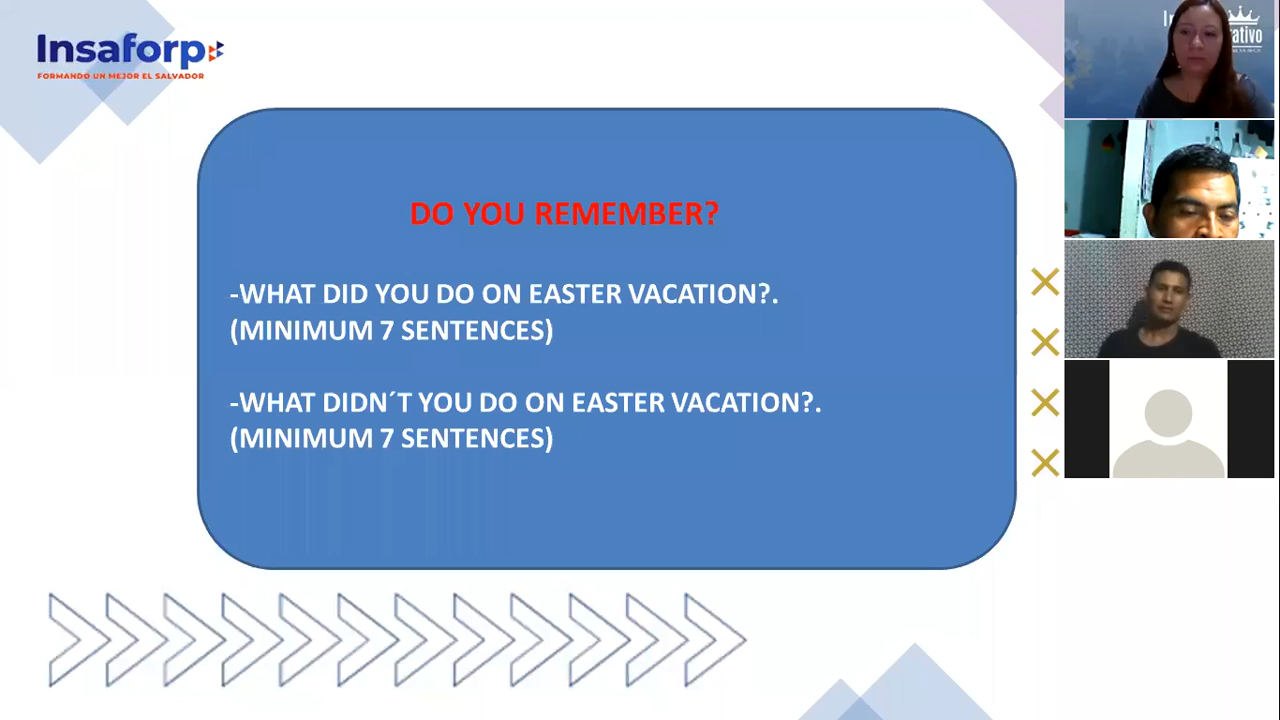 Insaforp
FORMANDO UN MEJOR EL SALVADOR
DO YOU REMEMBER?
-WHAT DID YOU DO ON EASTER VACATION?.
(MINIMUM 7 SENTENCES)
-WHAT DIDN´T YOU DO ON EASTER VACATION?.
(MINIMUM 7 SENTENCES)